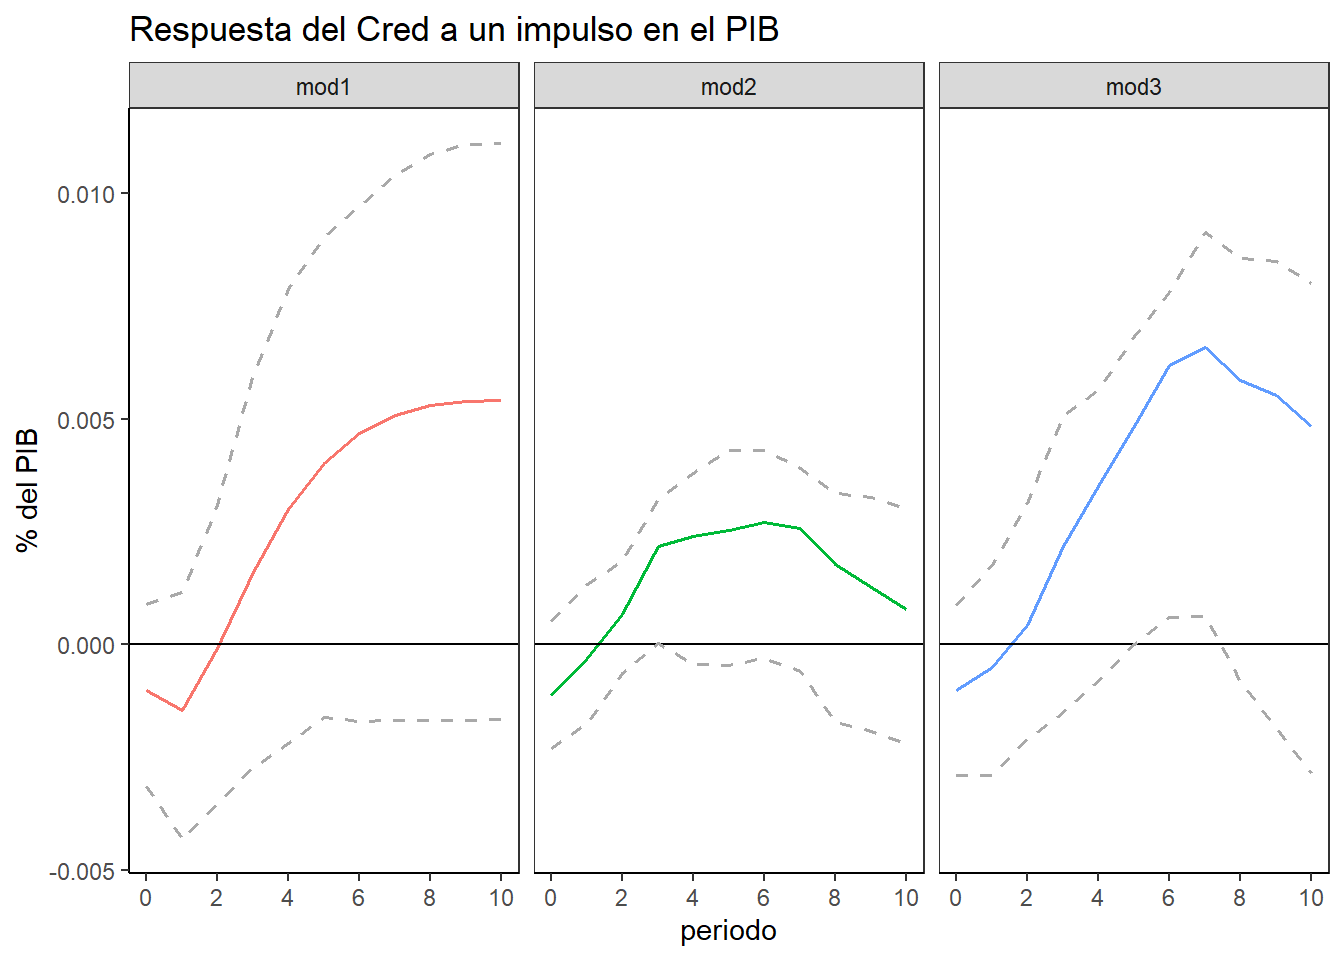 Respuesta del Cred a un impulso en el PIB
mod1 mod2 mod3
% del PIB
0.010
0.005
0.000
-0.005
0 2 4 6 8 10 0 2 4 6 8 10 0 2 4 6 8 10
periodo